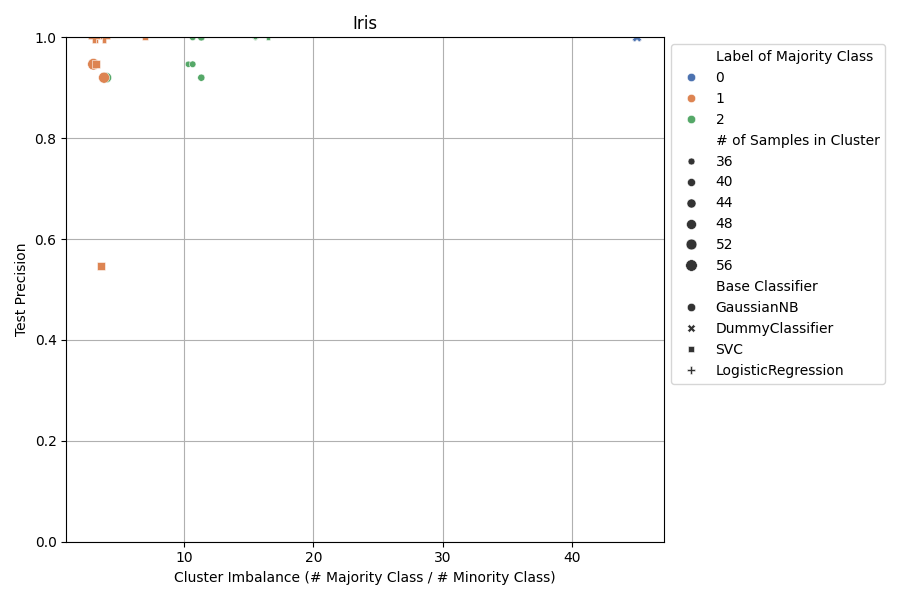 Iris
1.0
0.8
0.6
0.4
0.2
0.0
Test Precision
10
20
30
40
Cluster Imbalance (# Majority Class / # Minority Class)
Label of Majority Class
0
1
2
# of Samples in Cluster
36
40
44
48
52
56
Base Classifier
GaussianNB
DummyClassifier
SVC
LogisticRegression